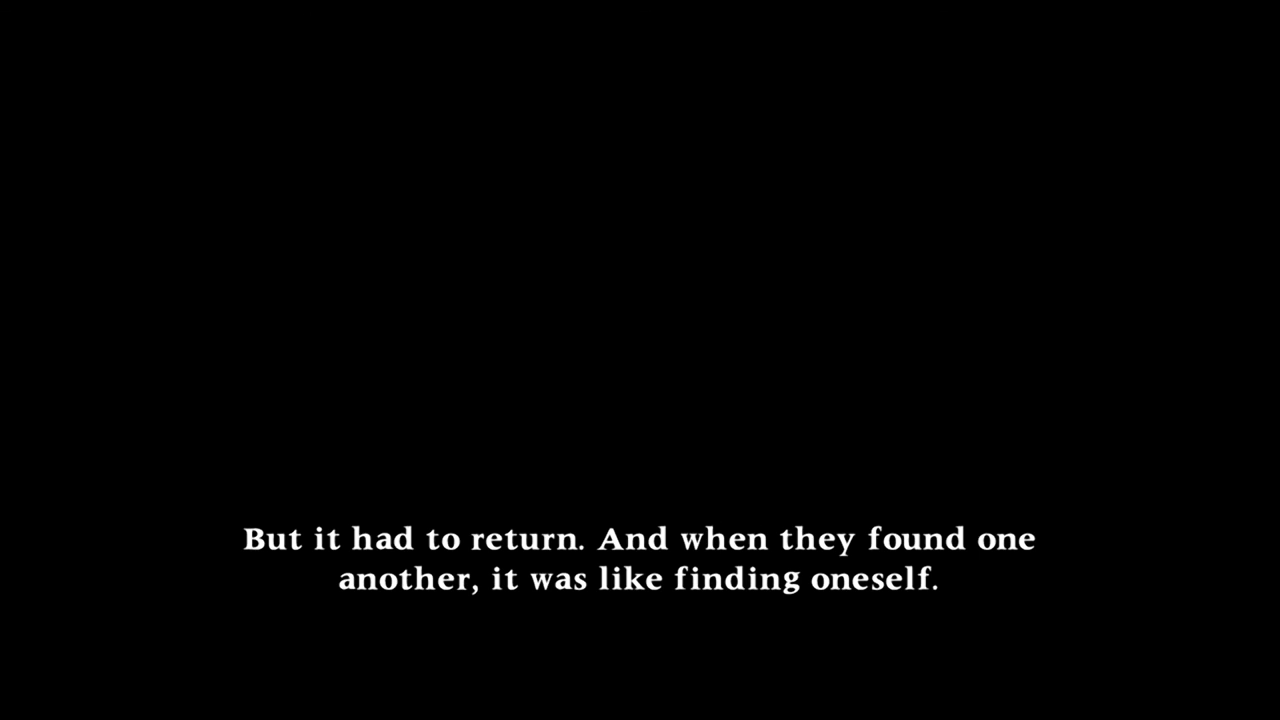 But it had to return. And when they found one
another, it was like finding oneself.